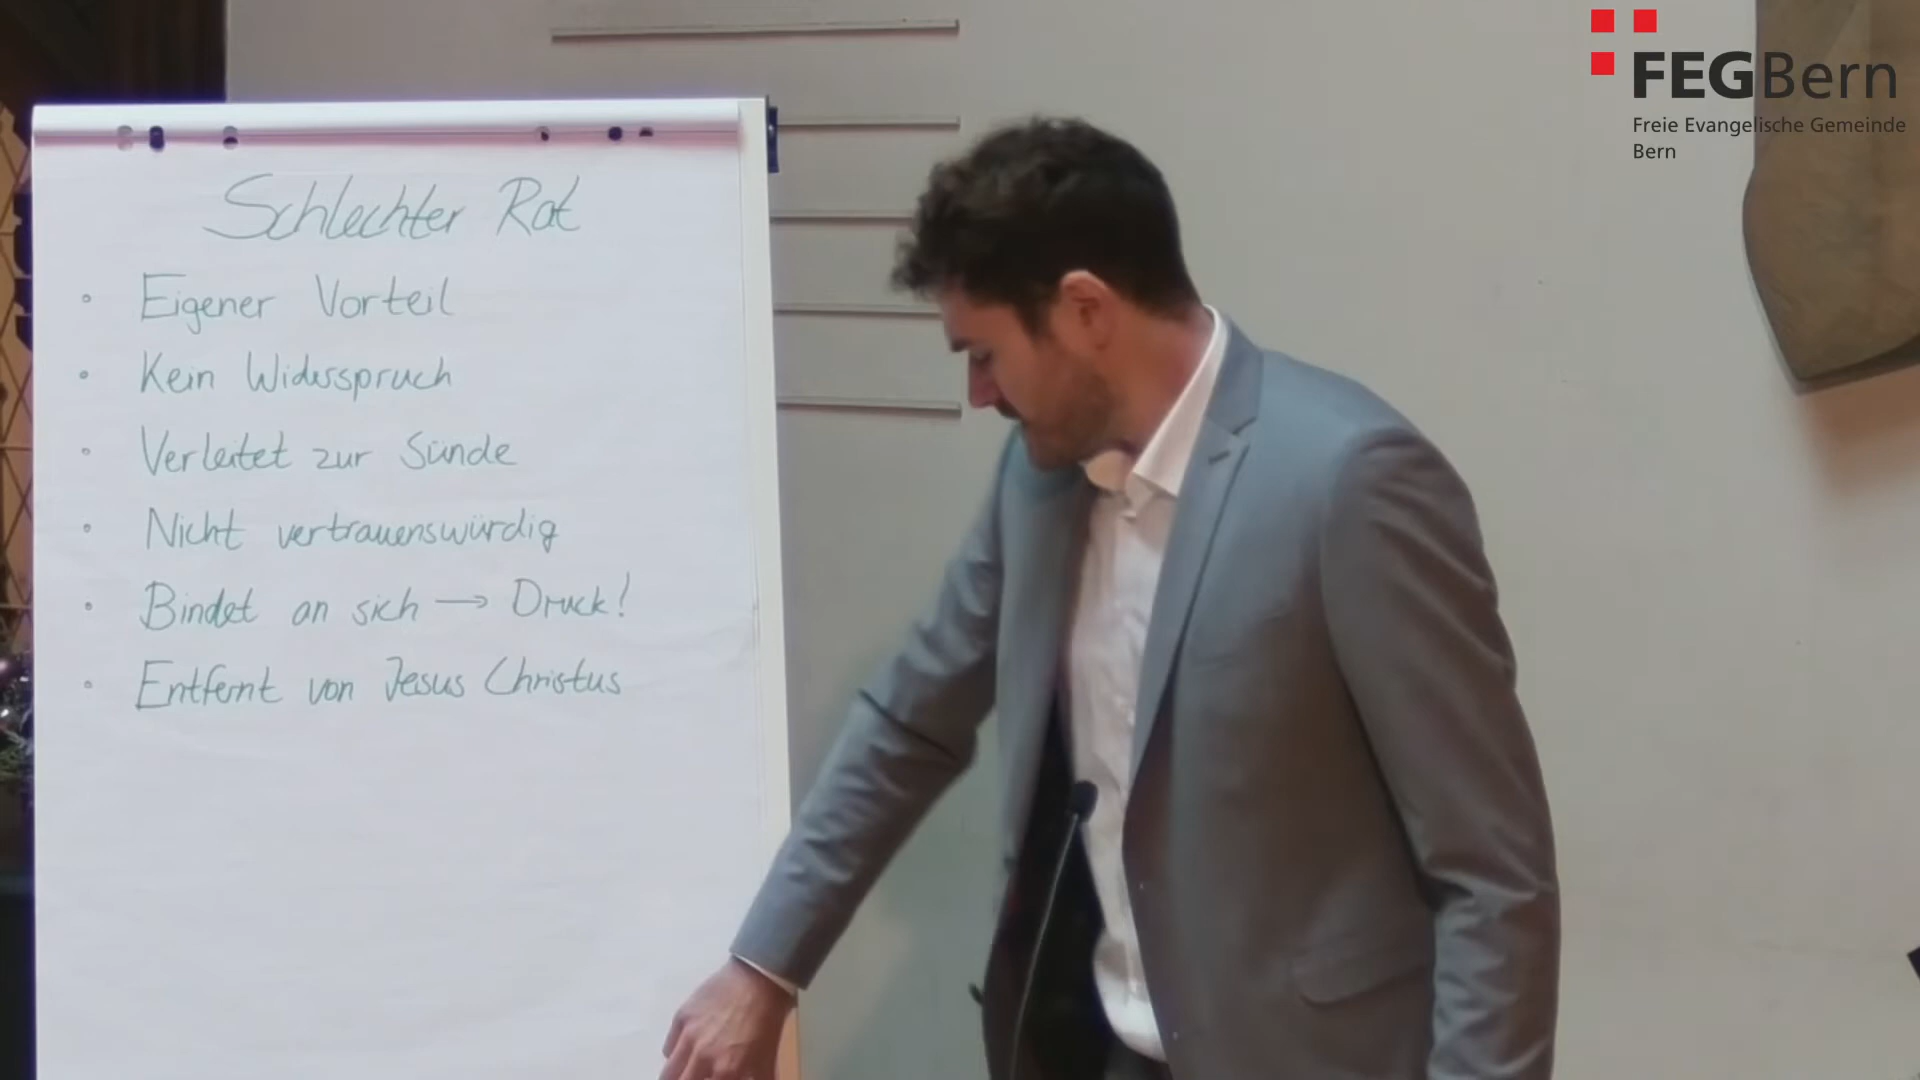 Schlechter Rat
Eigener Vorteil
Kein Widerspruch
Verleitet zur Sünde
Nicht vertrauenswürdig
Bindet an sich → Druck!
Entfernt von Jesus Christus
FEGBern
Freie Evangelische Gemeinde
Bern